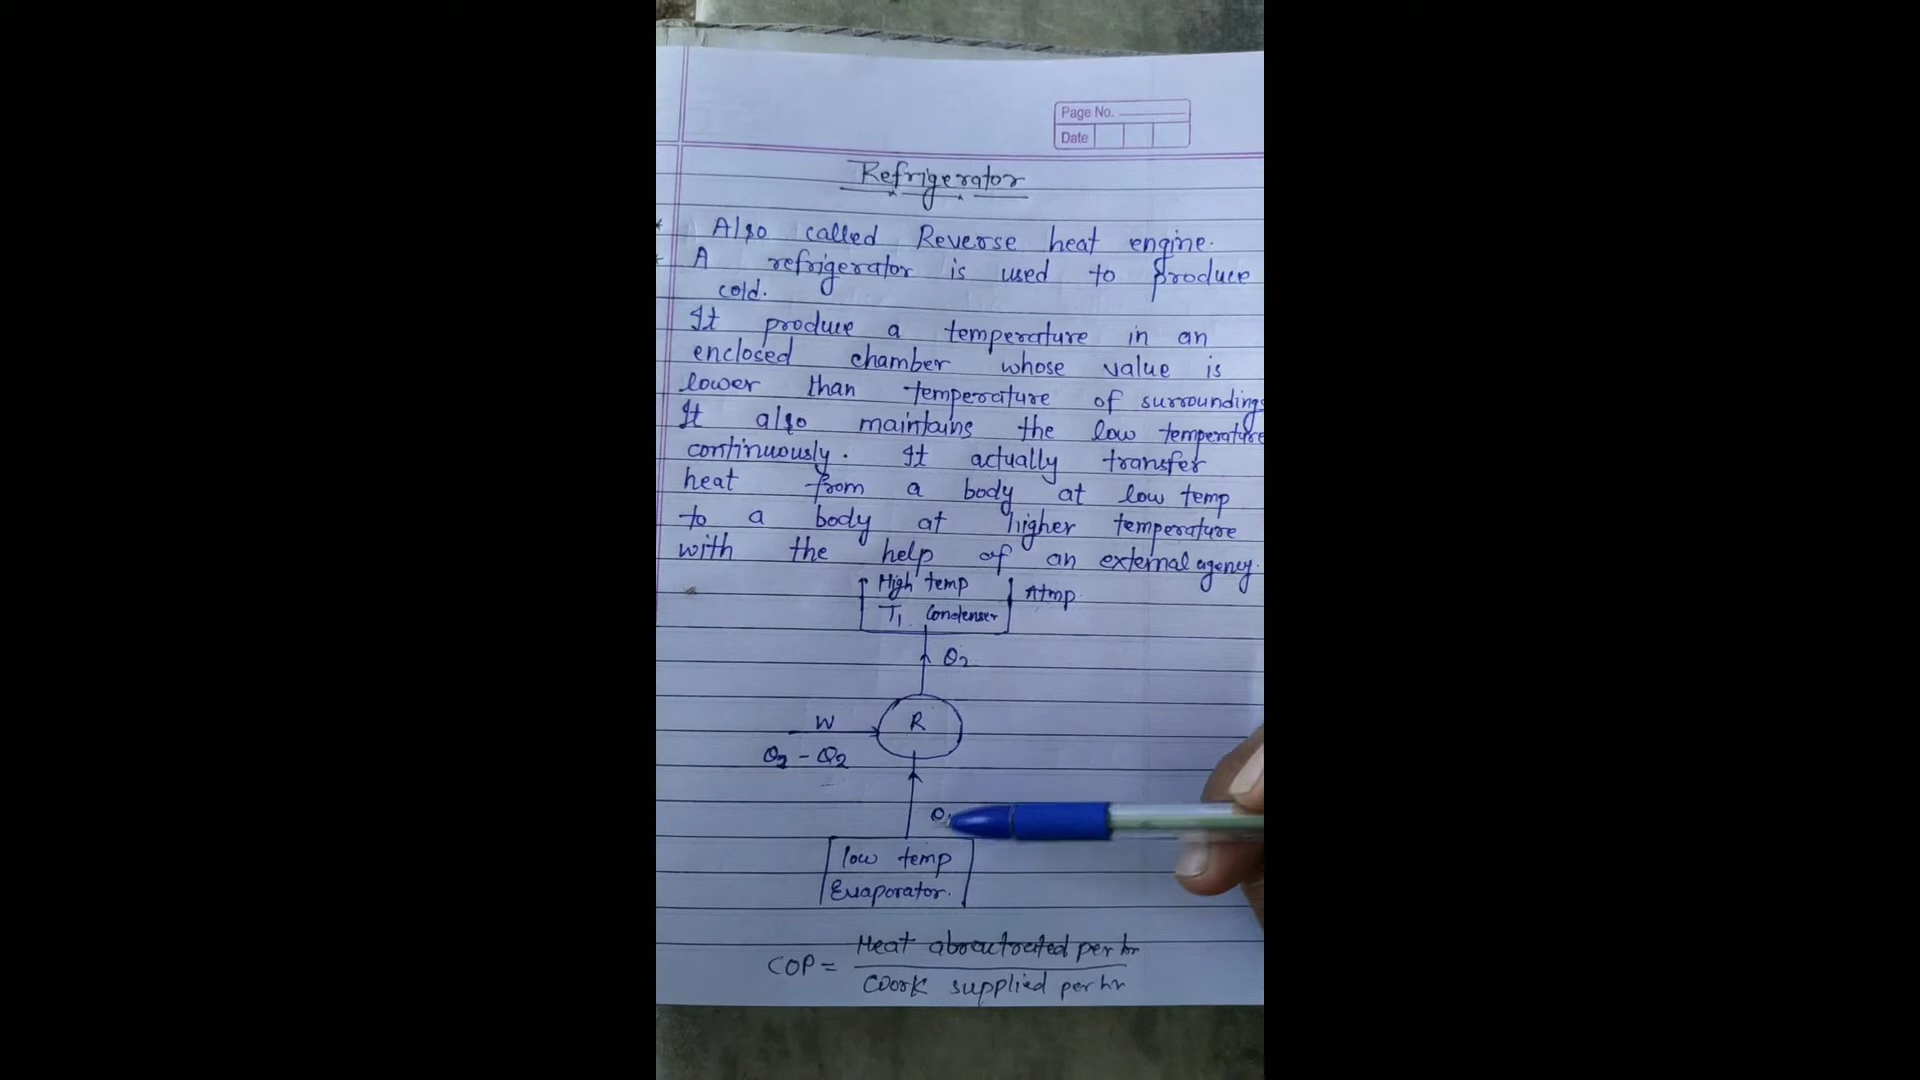 Page No.
Date
Refrigerator
Also called Reverse heat engine.
A refrigerator is used to produce
cold.
It produce a temperature in an
enclosed chamber whose value is
lower than temperature of surroundings
It also maintains the low temperature
continuously. It actually transfer
heat from a body at low temp
to a body at higher temperature
with the help of an external agency.
High temp Atmp.
T1 Condenser
Q2
W R
Q2 - Q2
low temp
Evaporator.
Heat abractrated per hr
COP =
Work supplied per hr